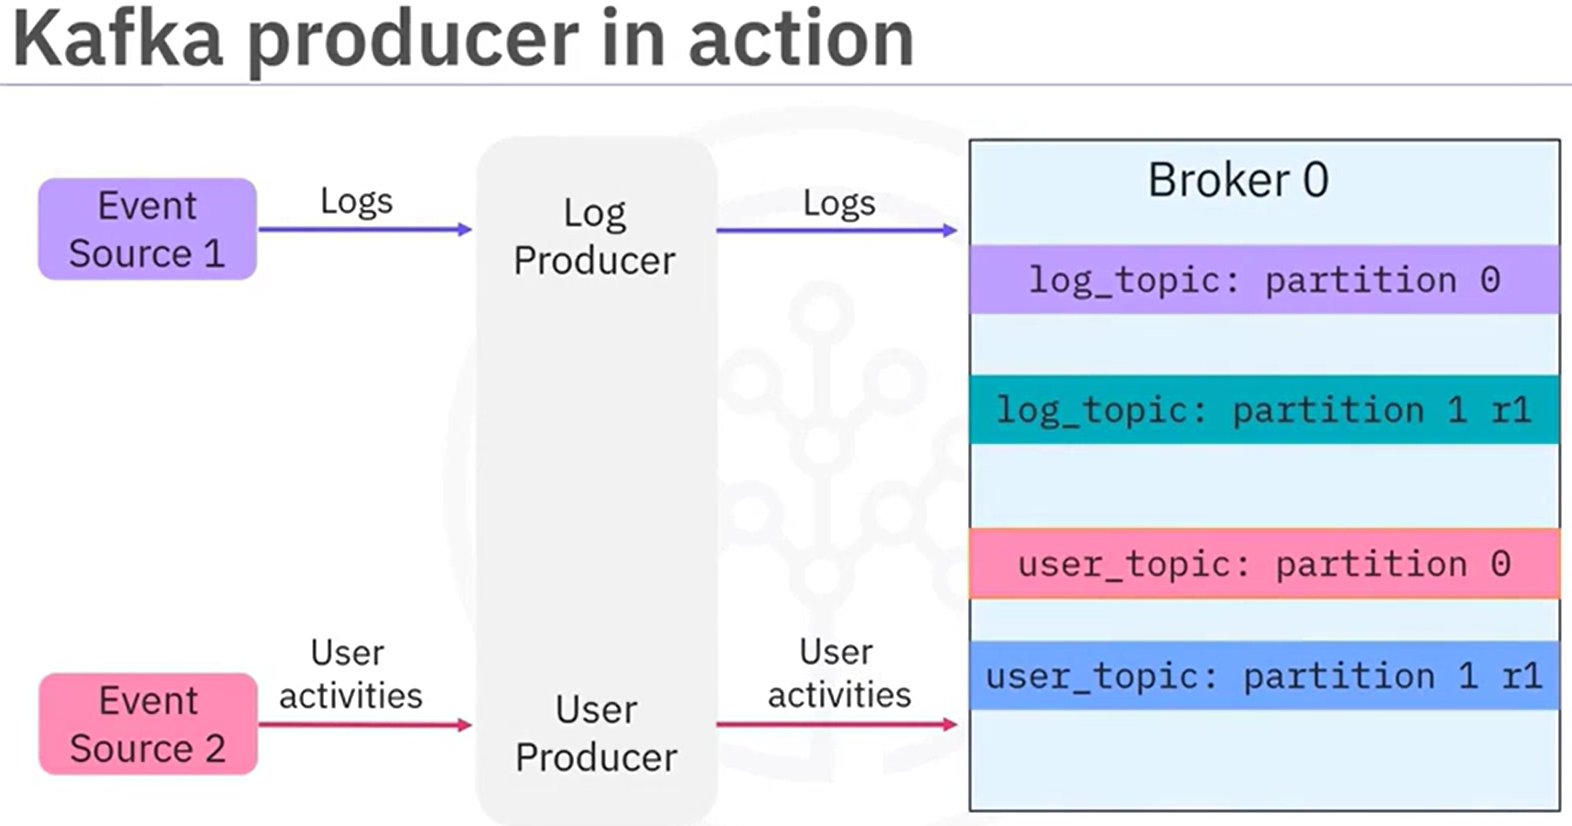 Kafka producer in action
Event
Source 1
Logs
Log
Producer
Logs
Broker 0
log_topic: partition 0
log_topic: partition 1 r1
user_topic: partition 0
user_topic: partition 1 r1
Event
Source 2
User
activities
User
Producer
User
activities